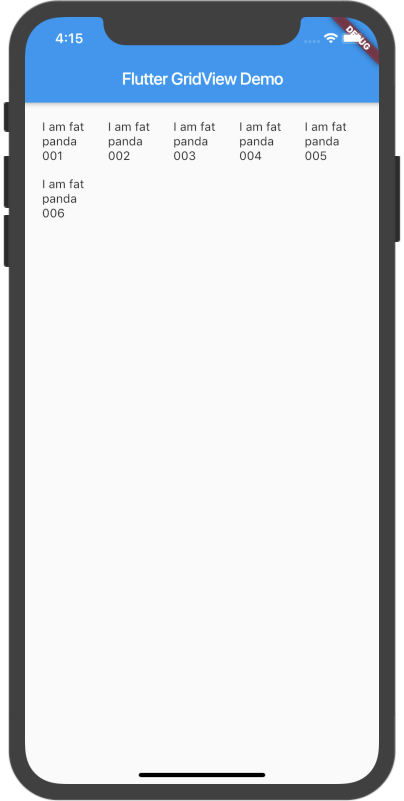 4:15
DEBUG
Flutter GridView Demo
I am fat
panda
001
I am fat
panda
002
I am fat
panda
003
I am fat
panda
004
I am fat
panda
005
I am fat
panda
006